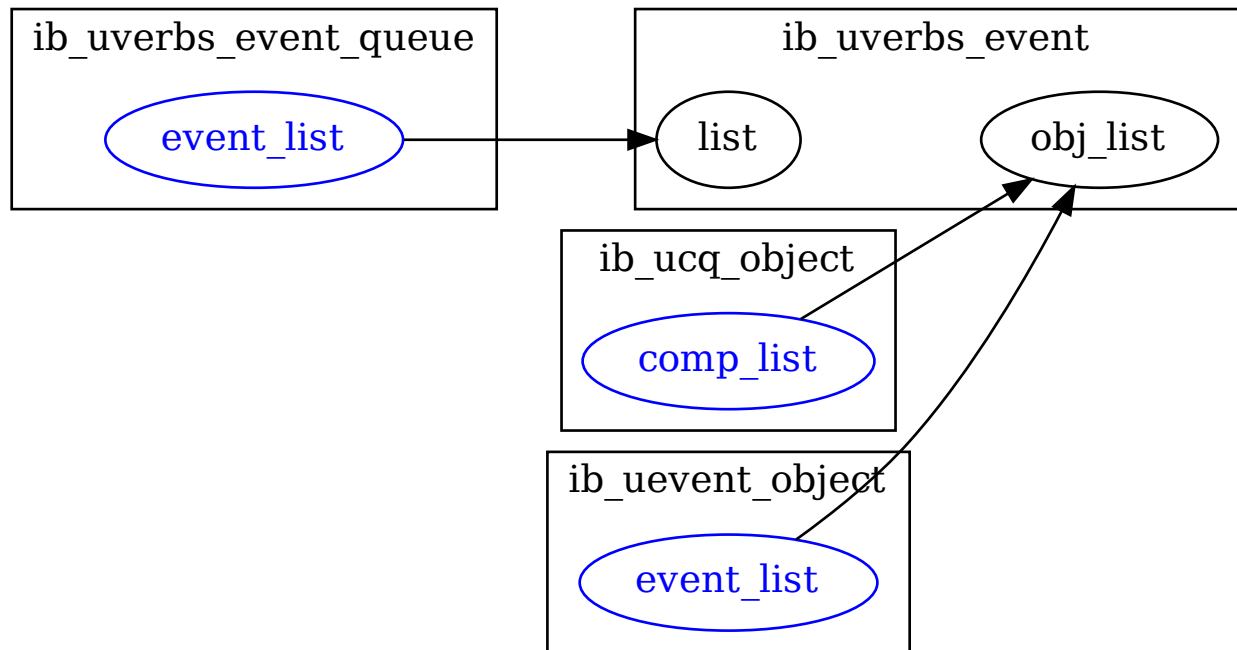 ib_uverbs_event_queue
event_list
ib_uverbs_event
list
obj_list
ib_ucq_object
comp_list
ib_uevent_object
event_list